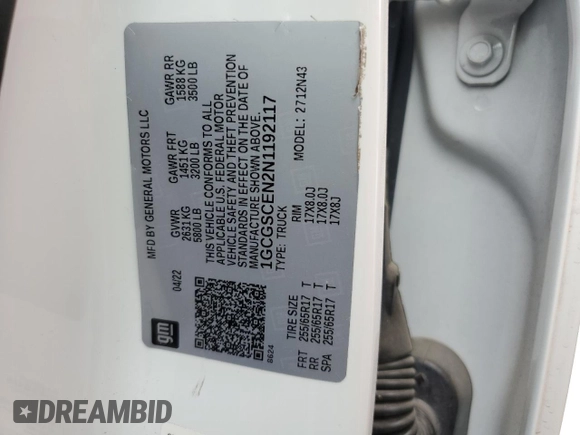 MFD BY GENERAL MOTORS LLC
04/22
GVWR
2631 KG
5800 LB
GAWR FRT
1451 KG
3200 LB
GAWR RR
1588 KG
3500 LB
THIS VEHICLE CONFORMS TO ALL
APPLICABLE U.S. FEDERAL MOTOR
VEHICLE SAFETY AND THEFT PREVENTION
STANDARDS IN EFFECT ON THE DATE OF
MANUFACTURE SHOWN ABOVE.
1GCGSCEN2N1192117
TYPE: TRUCK MODEL: 2712N43
gm
8624
TIRE SIZE RIM
FRT 255/65R17 T 17X8.0J
RR 255/65R17 T 17X8.0J
SPA 255/65R17 T 17X8J
DREAMBID